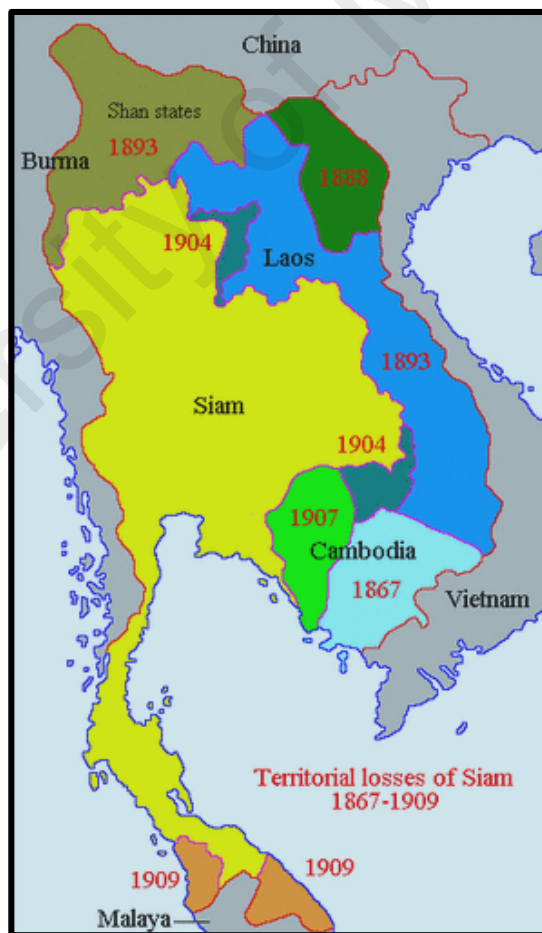 China
Shan states
1893
Burma
1888
1904
Laos
1893
Siam
1904
1907
Cambodia
1867
Vietnam
Territorial losses of Siam
1867-1909
1909
1909
Malaya